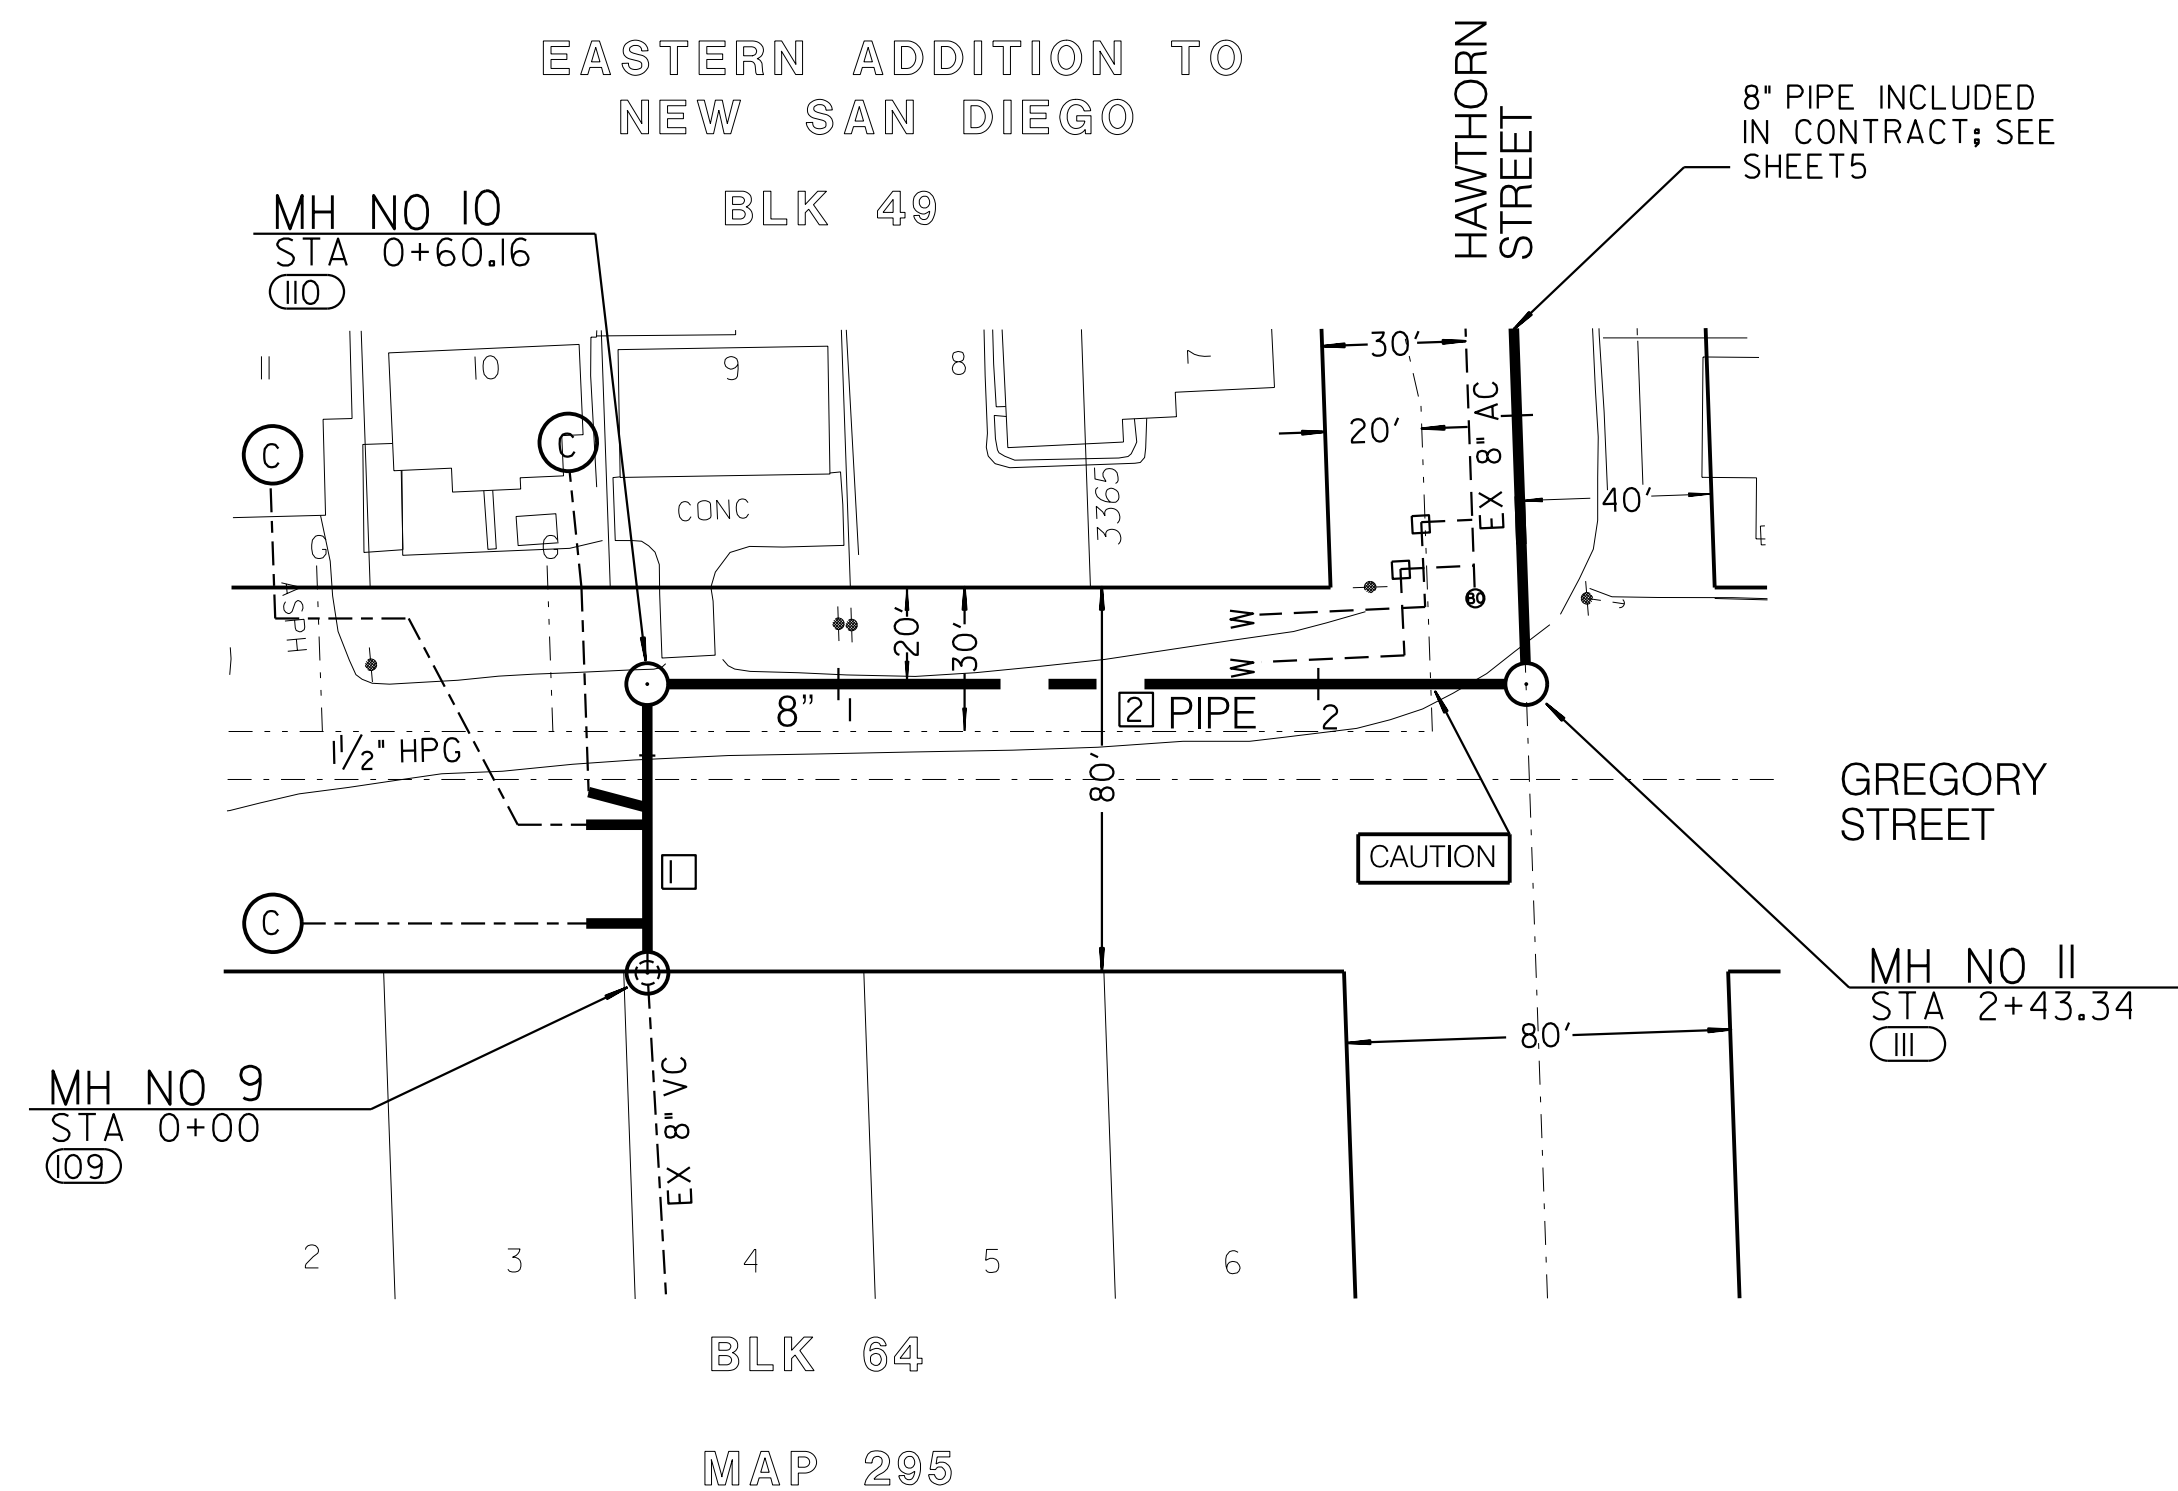 EASTERN ADDITION TO
NEW SAN DIEGO
BLK 49
HAWTHORN
STREET
8" PIPE INCLUDED
IN CONTRACT; SEE
SHEET5
MH NO 10
STA 0+60.16
110
11
10
9
8
7
30'
20'
EX 8" AC
40'
C
C
CONC
3365
G
G
ASPH
20'
30'
W
W
BO
8"
1
2 PIPE
2
1 1/2" HPG
80'
GREGORY
STREET
CAUTION
1
C
MH NO 11
STA 2+43.34
111
80'
MH NO 9
STA 0+00
109
EX 8" VC
2
3
4
5
6
BLK 64
MAP 295